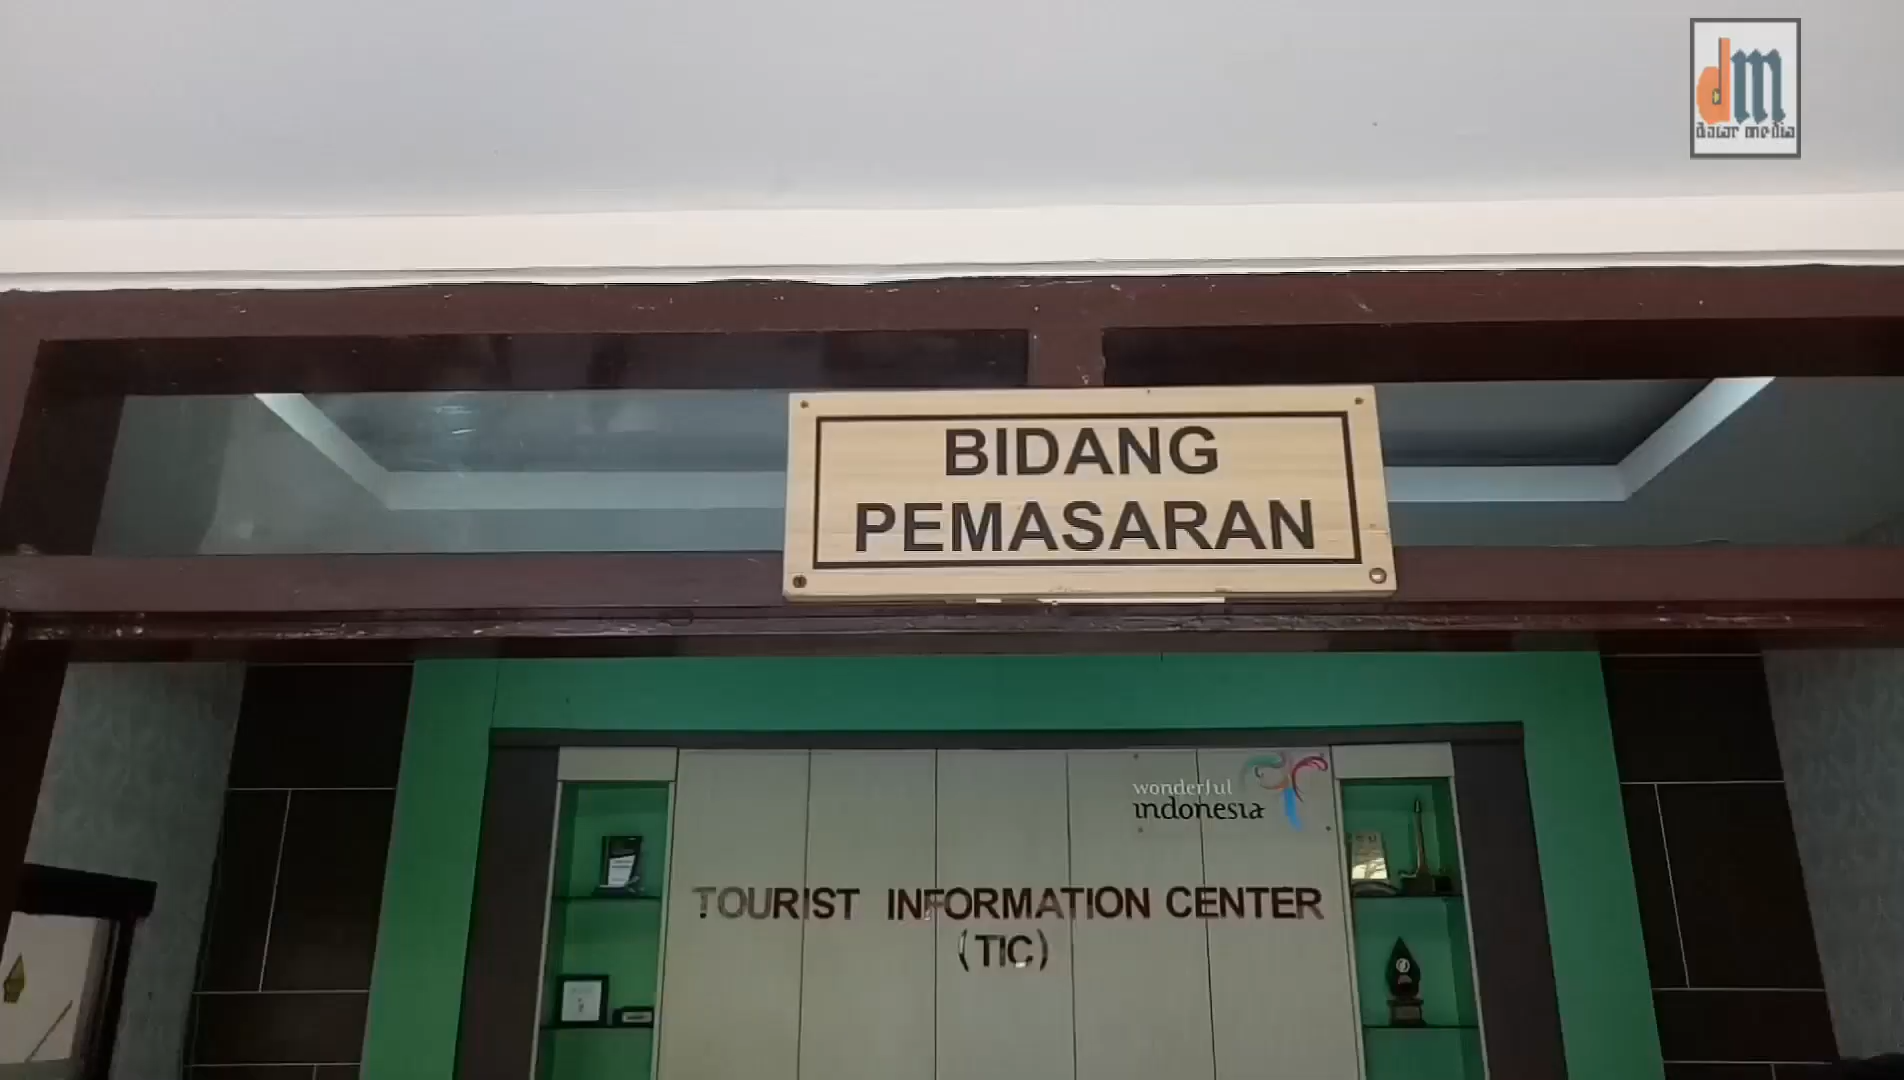 dm
datar media
BIDANG
PEMASARAN
wonderful
indonesia
TOURIST INFORMATION CENTER
(TIC)